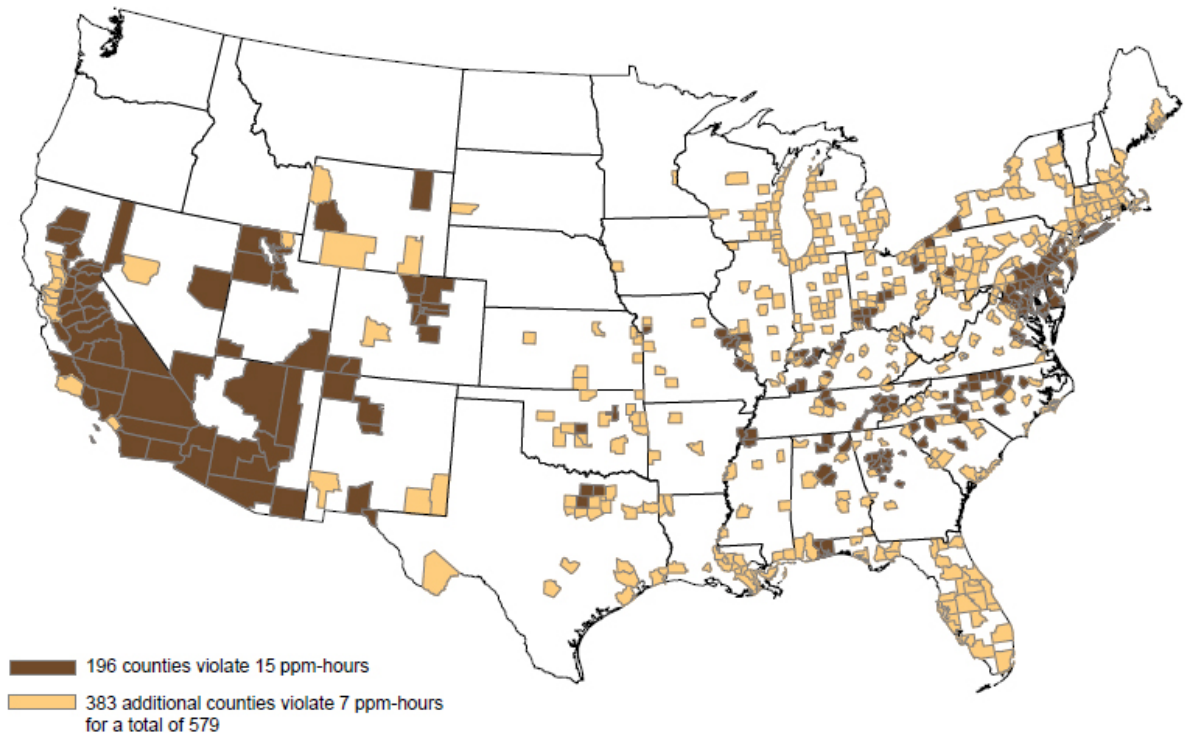 196 counties violate 15 ppm-hours
383 additional counties violate 7 ppm-hours
for a total of 579